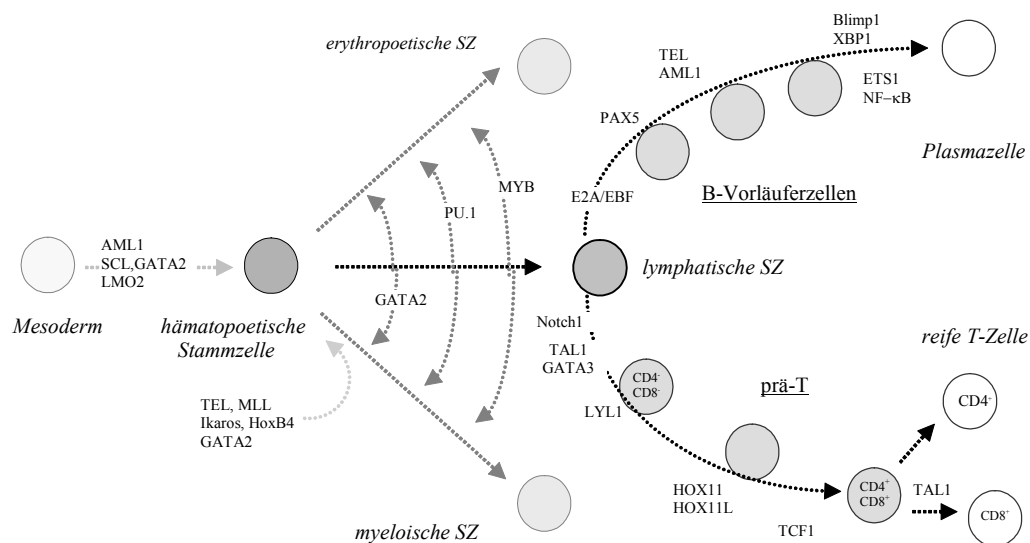 erythropoetische SZ
Blimp1
XBP1
TEL
AML1
ETS1
NF–κB
PAX5
Plasmazelle
MYB
E2A/EBF
B-Vorläuferzellen
PU.1
AML1
SCL,GATA2
LMO2
lymphatische SZ
GATA2
Mesoderm
hämatopoetische
Stammzelle
Notch1
TAL1
GATA3
reife T-Zelle
CD4-
CD8-
prä-T
CD4+
TEL, MLL
Ikaros, HoxB4
GATA2
LYL1
HOX11
HOX11L
CD4+
CD8+
TAL1
CD8+
TCF1
myeloische SZ